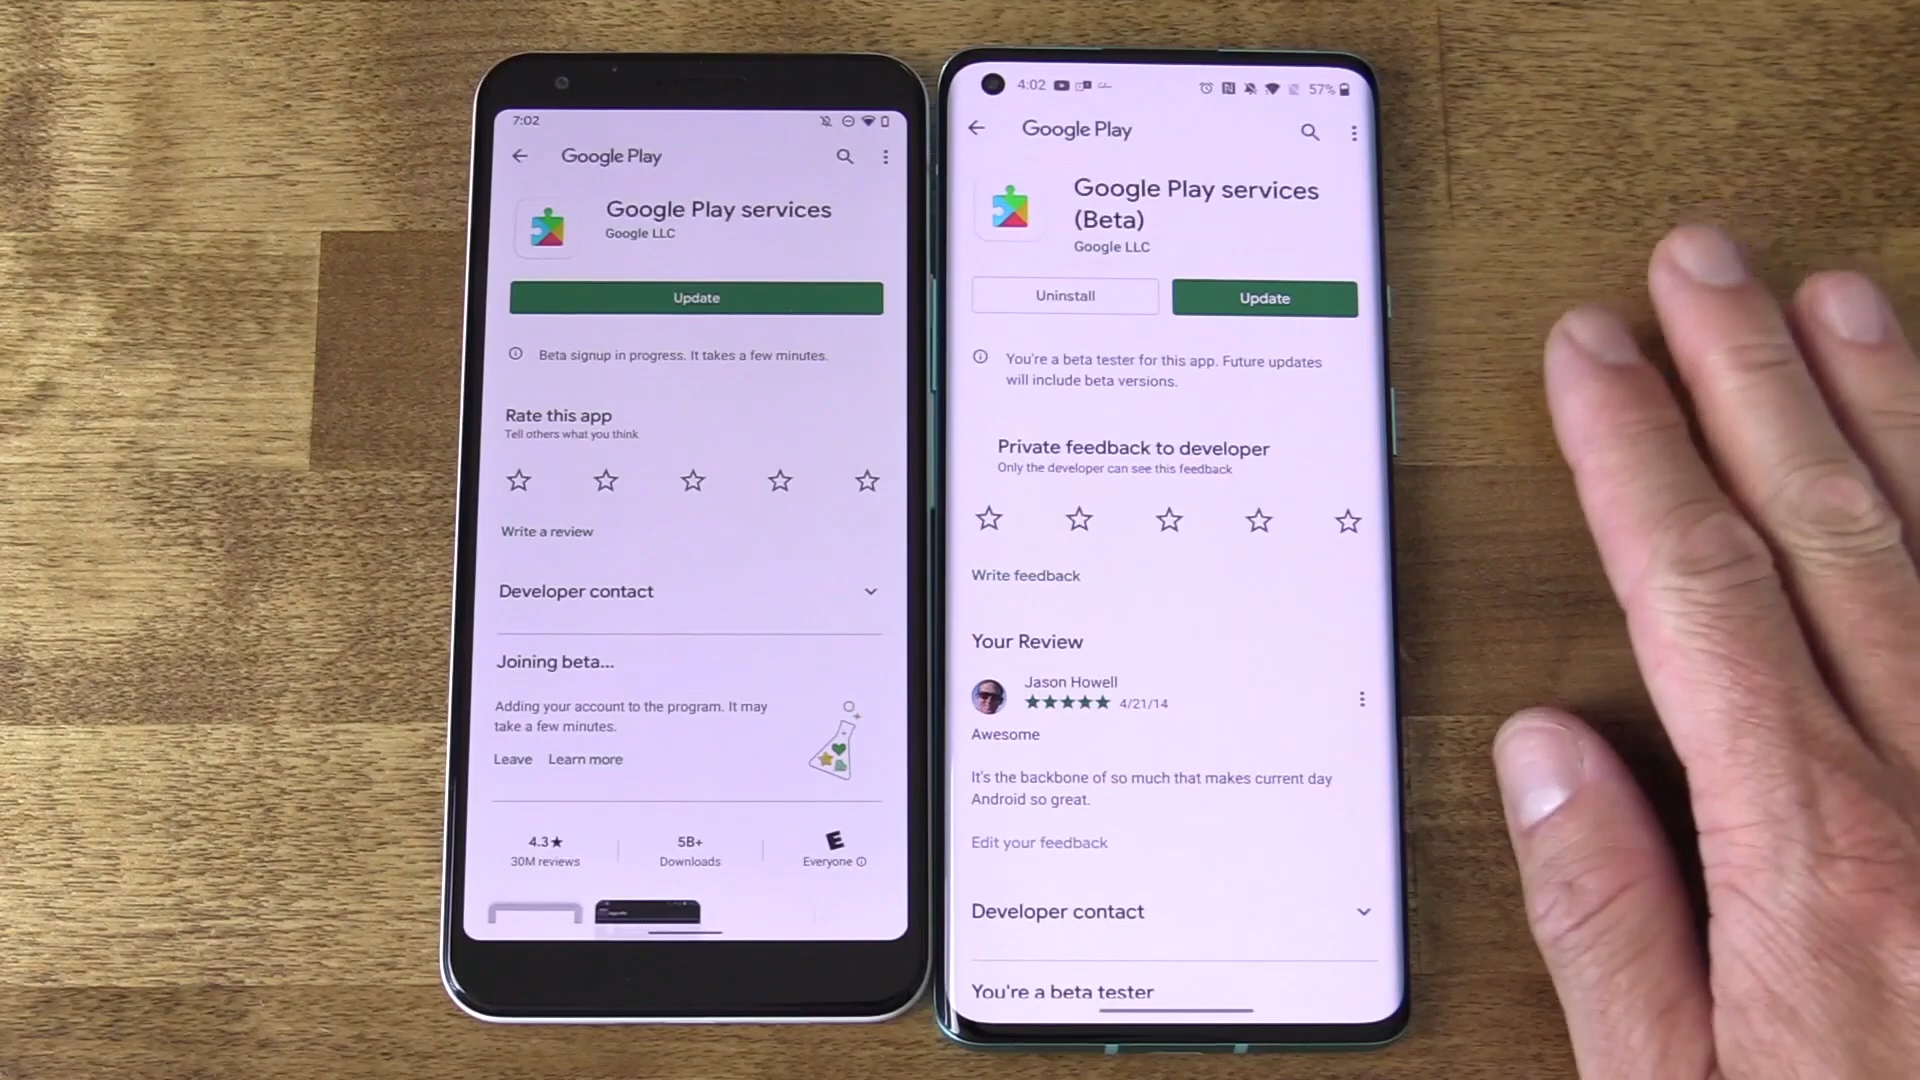 7:02
Google Play
Google Play services
Google LLC
Update
Beta signup in progress. It takes a few minutes.
Rate this app
Tell others what you think
Write a review
Developer contact
Joining beta...
Adding your account to the program. It may
take a few minutes.
Leave Learn more
4.3★ 5B+ E
30M reviews Downloads Everyone
4:02 57%
Google Play
Google Play services
(Beta)
Google LLC
Uninstall Update
You're a beta tester for this app. Future updates
will include beta versions.
Private feedback to developer
Only the developer can see this feedback
Write feedback
Your Review
Jason Howell
★★★★★ 4/21/14
Awesome
It's the backbone of so much that makes current day
Android so great.
Edit your feedback
Developer contact
You're a beta tester